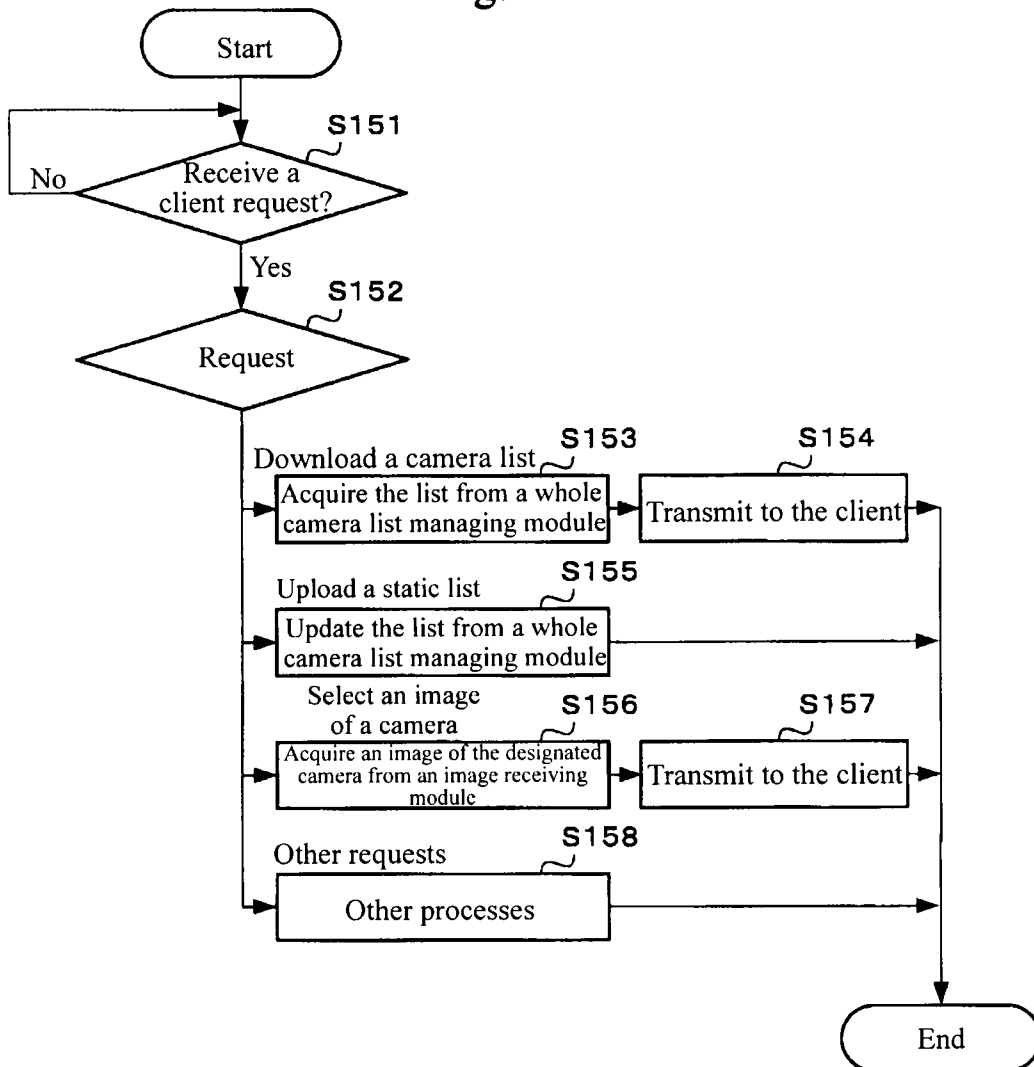 Start
S151
Receive a
client request?
No
Yes
S152
Request
Download a camera list
S153
Acquire the list from a whole
camera list managing module
S154
Transmit to the client
Upload a static list
S155
Update the list from a whole
camera list managing module
Select an image
of a camera
S156
Acquire an image of the designated
camera from an image receiving
module
S157
Transmit to the client
Other requests
S158
Other processes
End